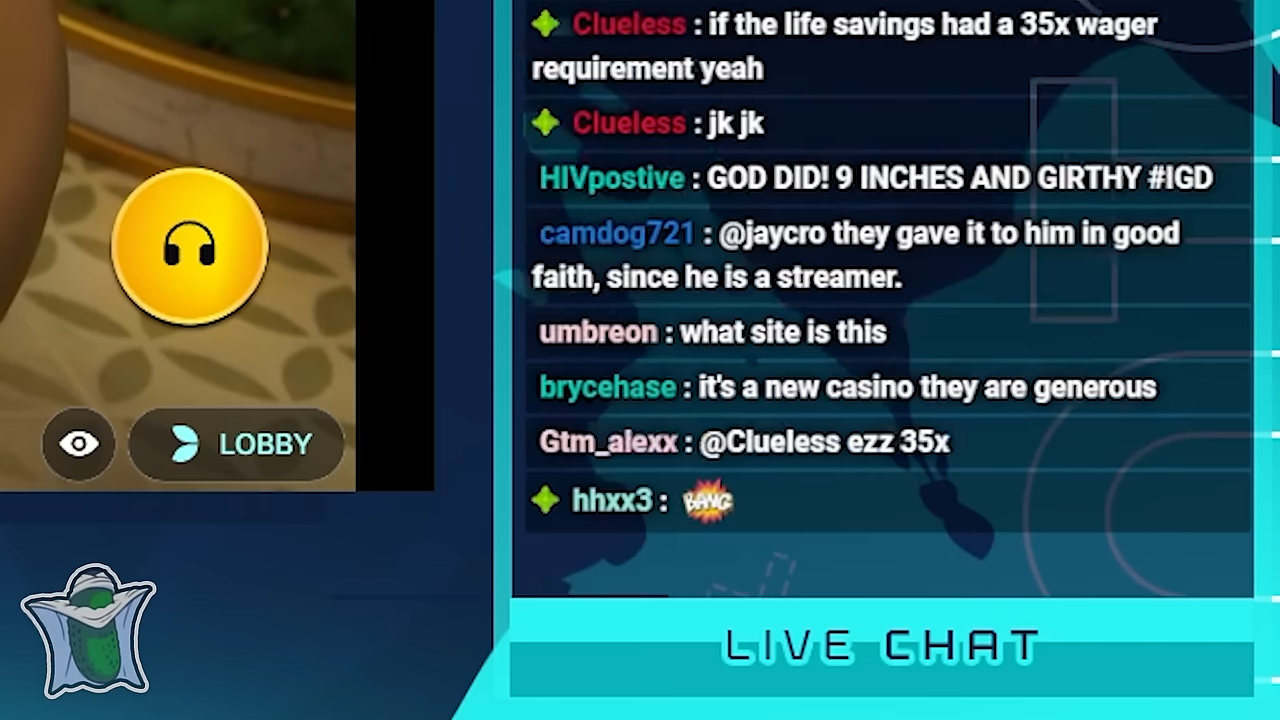 Clueless : if the life savings had a 35x wager
requirement yeah
Clueless : jk jk
HIVpostive : GOD DID! 9 INCHES AND GIRTHY #IGD
camdog721 : @jaycro they gave it to him in good
faith, since he is a streamer.
umbreon : what site is this
brycehase : it's a new casino they are generous
Gtm_alexx : @Clueless ezz 35x
hhxx3 : BANG
LOBBY
LIVE CHAT